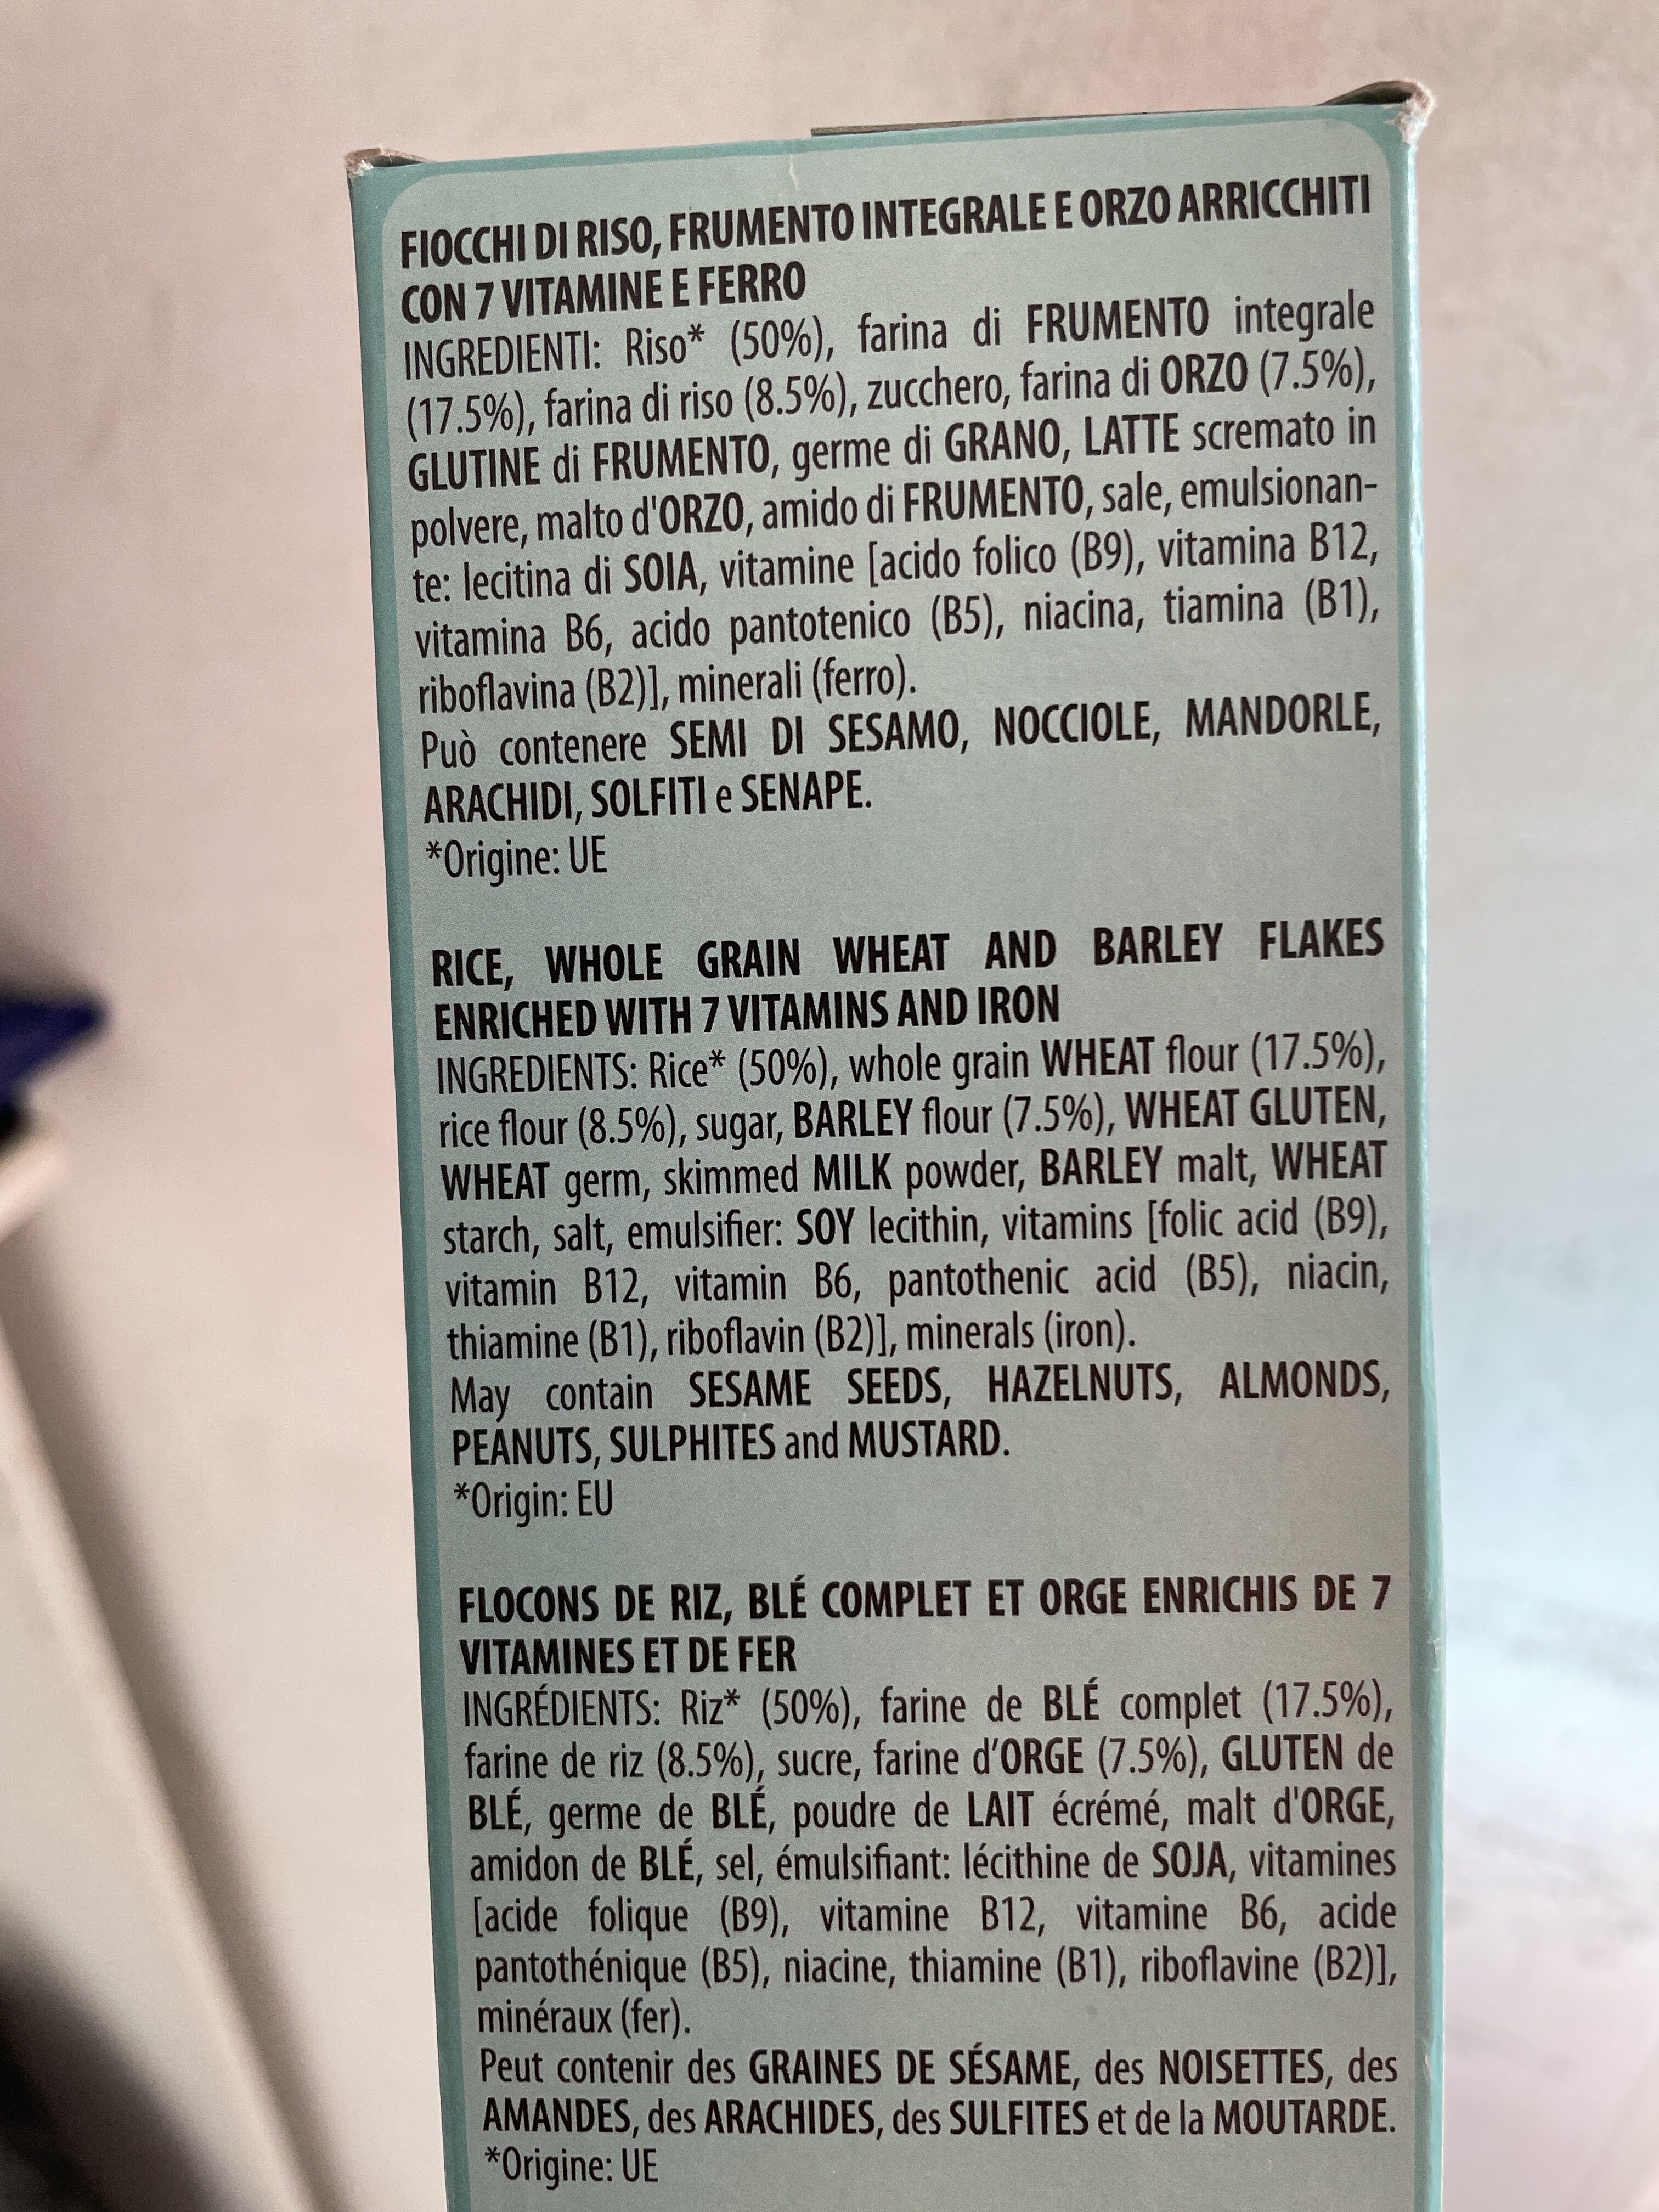 FIOCCHI DI RISO, FRUMENTO INTEGRALE E ORZO ARRICCHITI
CON 7 VITAMINE E FERRO
INGREDIENTI: Riso* (50%), farina di FRUMENTO integrale
(17.5%), farina di riso (8.5%), zucchero, farina di ORZO (7.5%),
GLUTINE di FRUMENTO, germe di GRANO, LATTE scremato in
polvere, malto d'ORZO, amido di FRUMENTO, sale, emulsionan-
te: lecitina di SOIA, vitamine [acido folico (B9), vitamina B12,
vitamina B6, acido pantotenico (B5), niacina, tiamina (B1),
riboflavina (B2)], minerali (ferro).
Può contenere SEMI DI SESAMO, NOCCIOLE, MANDORLE,
ARACHIDI, SOLFITI e SENAPE.
*Origine: UE
RICE, WHOLE GRAIN WHEAT AND BARLEY FLAKES
ENRICHED WITH 7 VITAMINS AND IRON
INGREDIENTS: Rice* (50%), whole grain WHEAT flour (17.5%),
rice flour (8.5%), sugar, BARLEY flour (7.5%), WHEAT GLUTEN,
WHEAT germ, skimmed MILK powder, BARLEY malt, WHEAT
starch, salt, emulsifier: SOY lecithin, vitamins [folic acid (B9),
vitamin B12, vitamin B6, pantothenic acid (B5), niacin,
thiamine (B1), riboflavin (B2)], minerals (iron).
May contain SESAME SEEDS, HAZELNUTS, ALMONDS,
PEANUTS, SULPHITES and MUSTARD.
*Origin: EU
FLOCONS DE RIZ, BLÉ COMPLET ET ORGE ENRICHIS DE 7
VITAMINES ET DE FER
INGRÉDIENTS: Riz* (50%), farine de BLÉ complet (17.5%),
farine de riz (8.5%), sucre, farine d’ORGE (7.5%), GLUTEN de
BLÉ, germe de BLÉ, poudre de LAIT écrémé, malt d'ORGE,
amidon de BLÉ, sel, émulsifiant: lécithine de SOJA, vitamines
[acide folique (B9), vitamine B12, vitamine B6, acide
pantothénique (B5), niacine, thiamine (B1), riboflavine (B2)],
minéraux (fer).
Peut contenir des GRAINES DE SÉSAME, des NOISETTES, des
AMANDES, des ARACHIDES, des SULFITES et de la MOUTARDE.
*Origine: UE